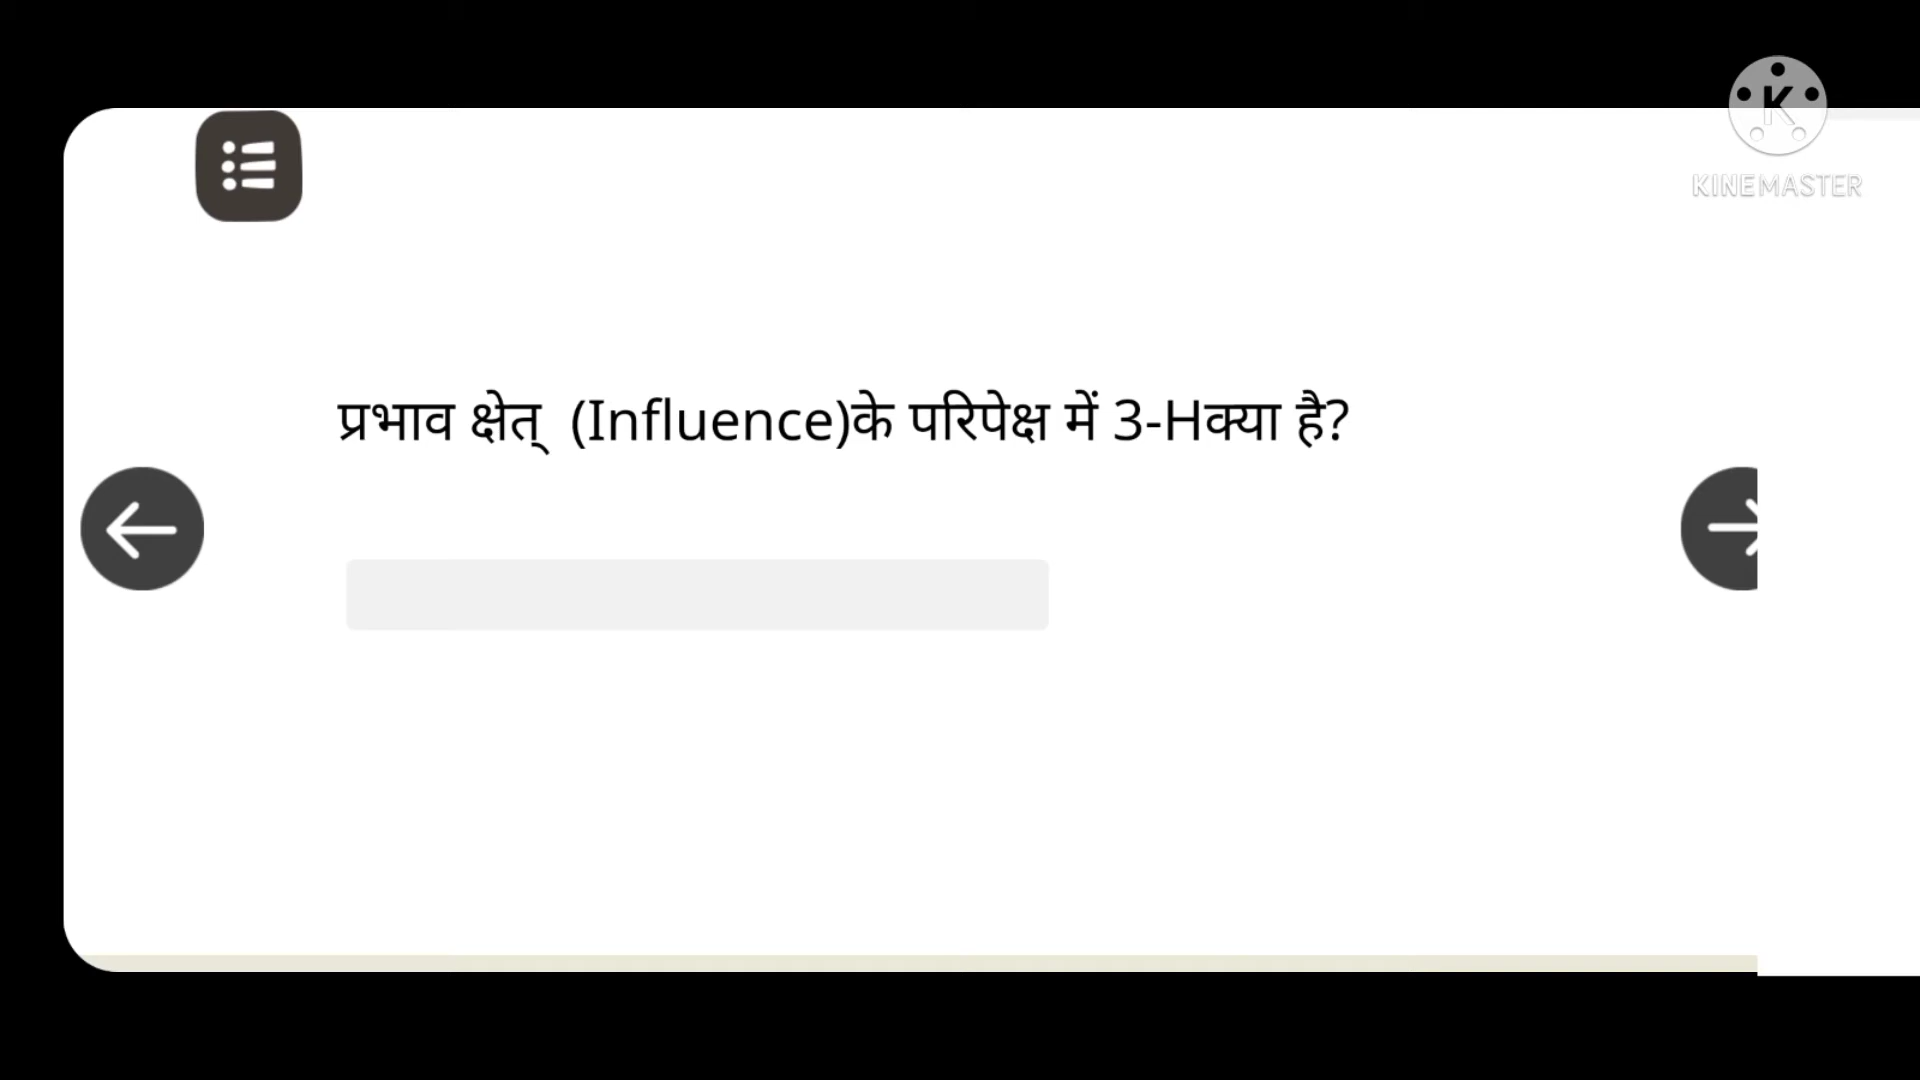 K
KINEMASTER
प्रभाव क्षेत् (Influence)के परिपेक्ष में 3-Hक्या है?